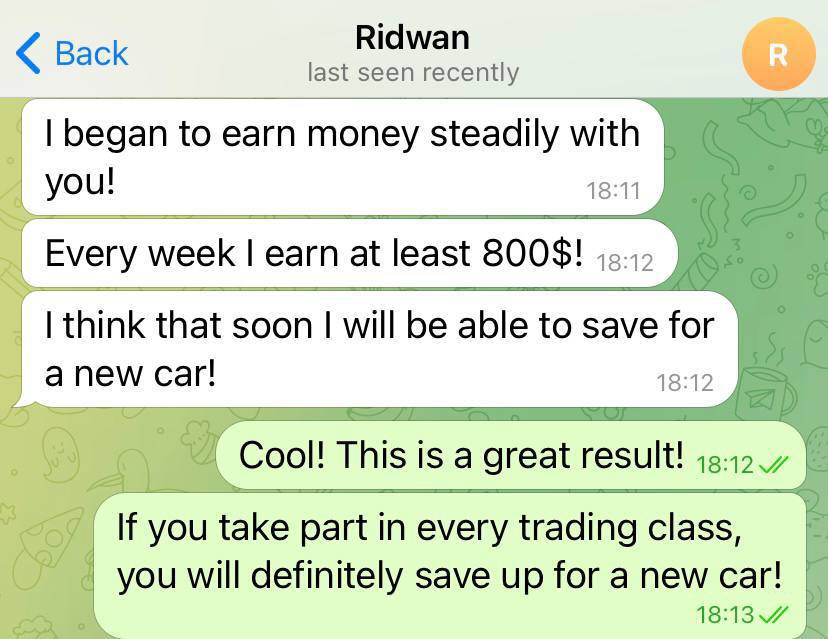 Back
Ridwan
last seen recently
R
I began to earn money steadily with
you!
18:11
Every week I earn at least 800$! 18:12
I think that soon I will be able to save for
a new car!
18:12
Cool! This is a great result! 18:12
If you take part in every trading class,
you will definitely save up for a new car!
18:13